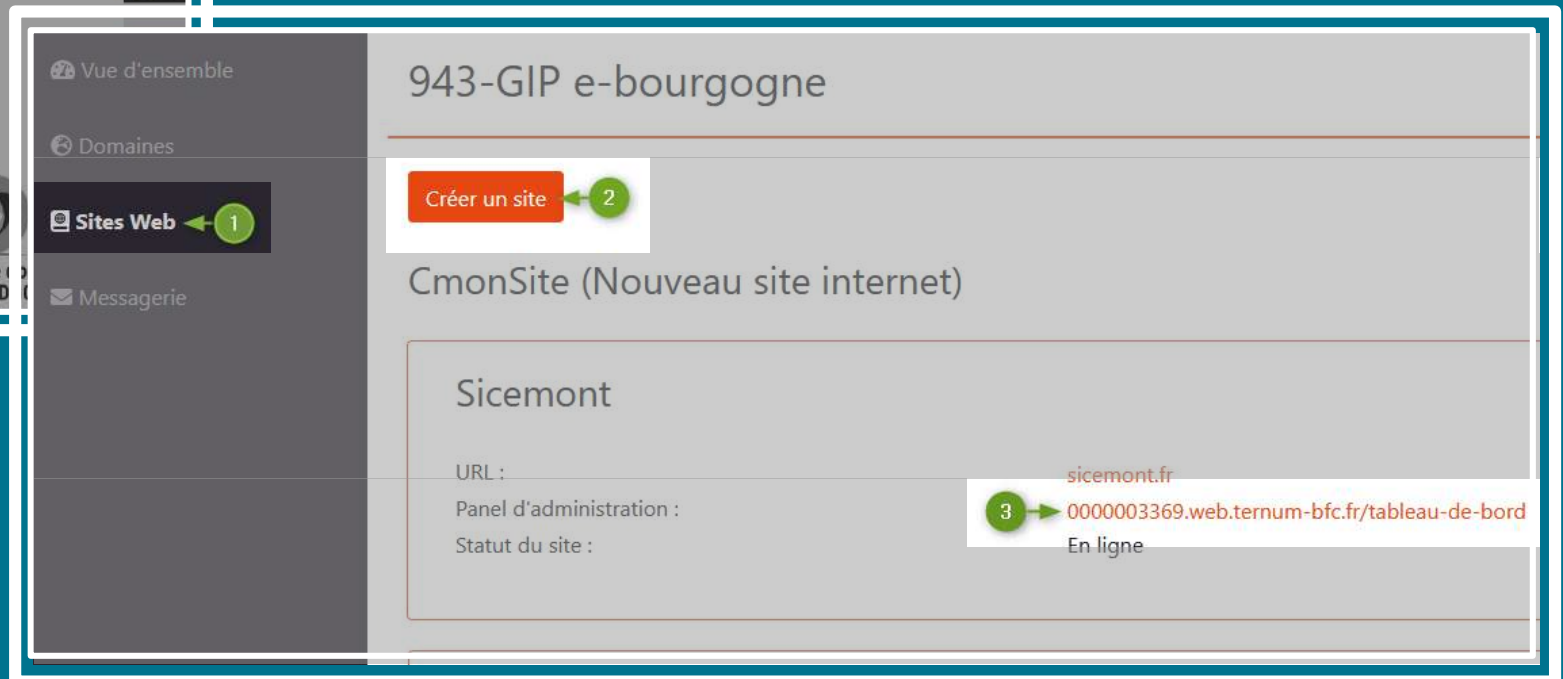 Vue d'ensemble
Domaines
Sites Web
1
Messagerie
943-GIP e-bourgogne
Créer un site
2
CmonSite (Nouveau site internet)
Sicemont
URL :
sicemont.fr
Panel d'administration :
3
0000003369.web.ternum-bfc.fr/tableau-de-bord
Statut du site :
En ligne